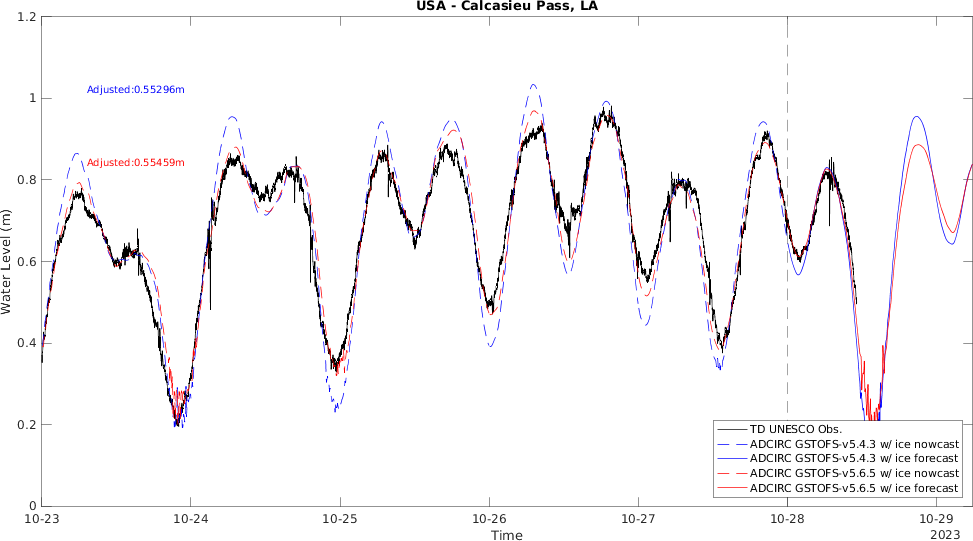 USA - Calcasieu Pass, LA
1.2
1
0.8
0.6
0.4
0.2
0
Water Level (m)
Adjusted:0.55296m
Adjusted:0.55459m
TD UNESCO Obs.
ADCIRC GSTOFS-v5.4.3 w/ ice nowcast
ADCIRC GSTOFS-v5.4.3 w/ ice forecast
ADCIRC GSTOFS-v5.6.5 w/ ice nowcast
ADCIRC GSTOFS-v5.6.5 w/ ice forecast
10-23 10-24 10-25 10-26 10-27 10-28 10-29
Time
2023